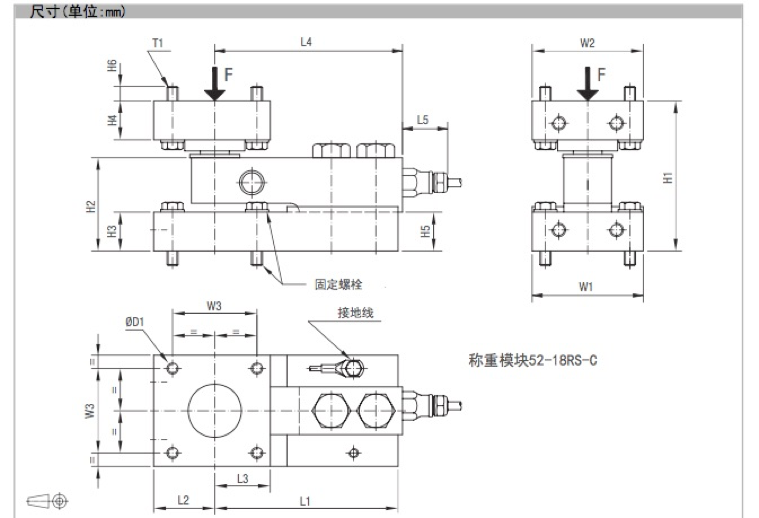 尺寸(单位:mm)
T1
H6
H4
H2
H3
F
L4
L5
H5
固定螺栓
W2
F
H1
W1
ØD1
W3
=
=
接地线
称重模块52-18RS-C
=
W3
=
=
=
L2
L3
L1